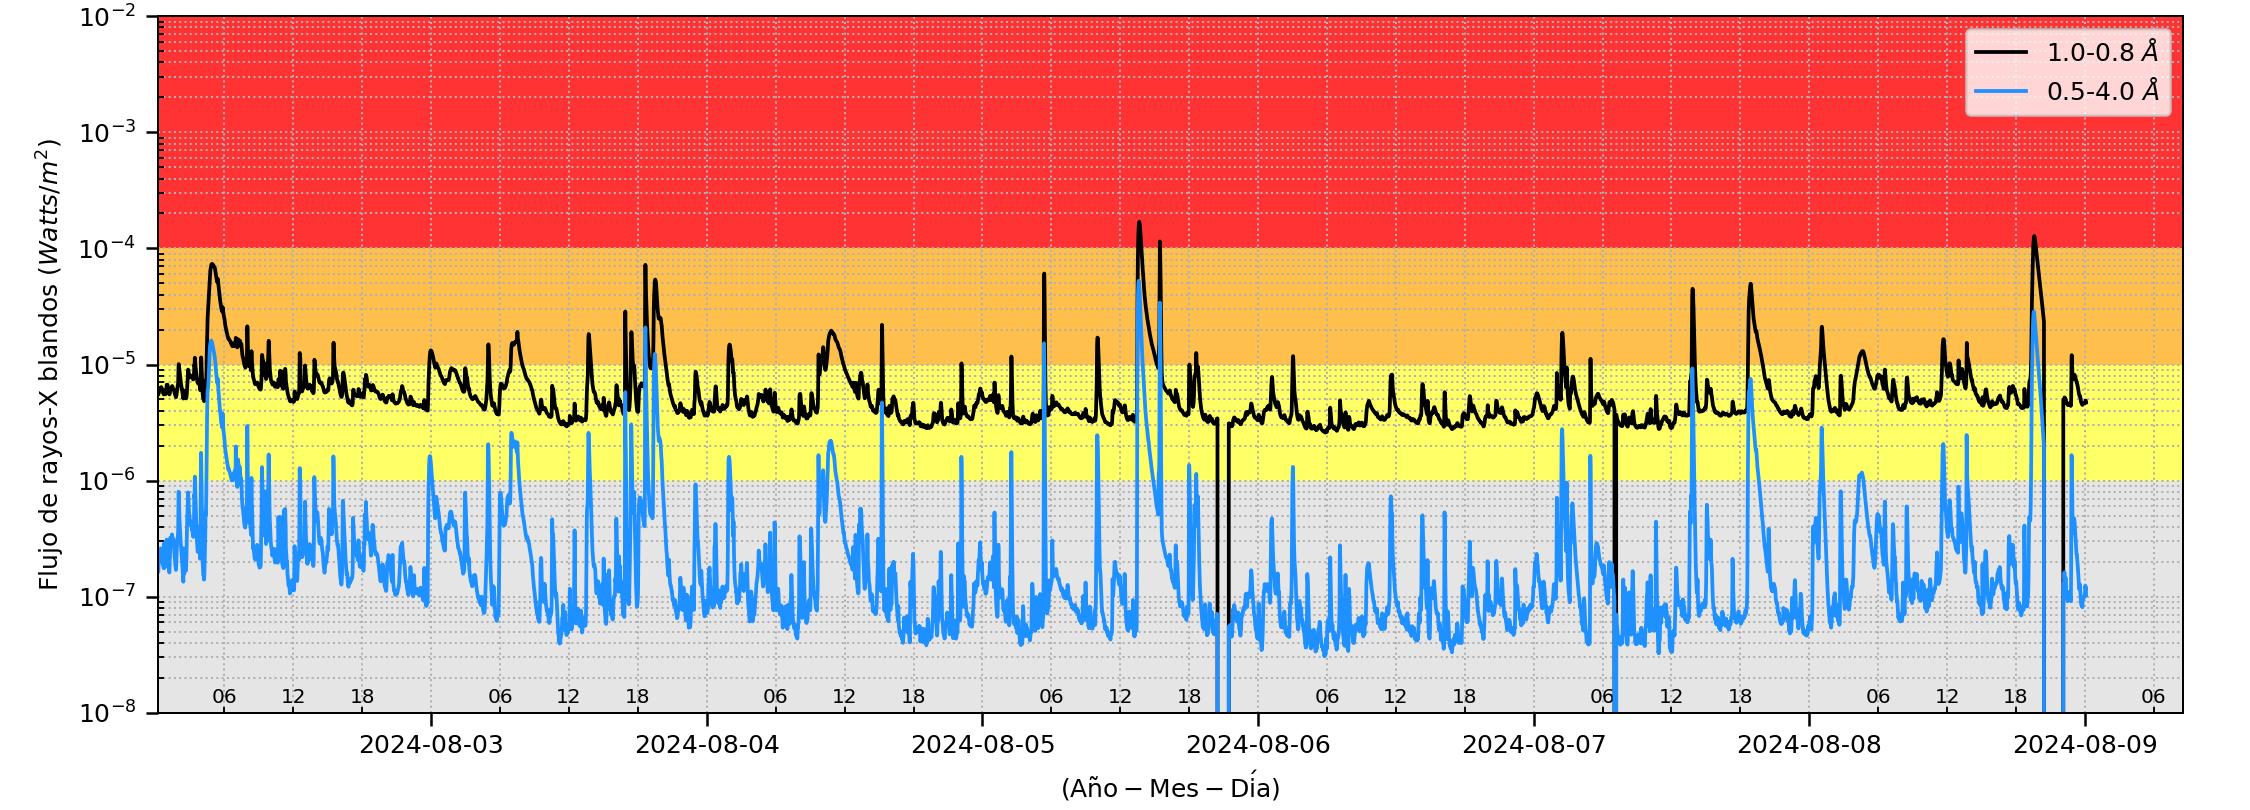 10⁻²
1.0-0.8 Å
0.5-4.0 Å
10⁻³
10⁻⁴
10⁻⁵
10⁻⁶
10⁻⁷
10⁻⁸
Flujo de rayos-X blandos (Watts/m²)
06 12 18 06 12 18 06 12 18 06 12 18 06 12 18 06 12 18 06 12 18 06
2024-08-03 2024-08-04 2024-08-05 2024-08-06 2024-08-07 2024-08-08 2024-08-09
(Año − Mes − Día)